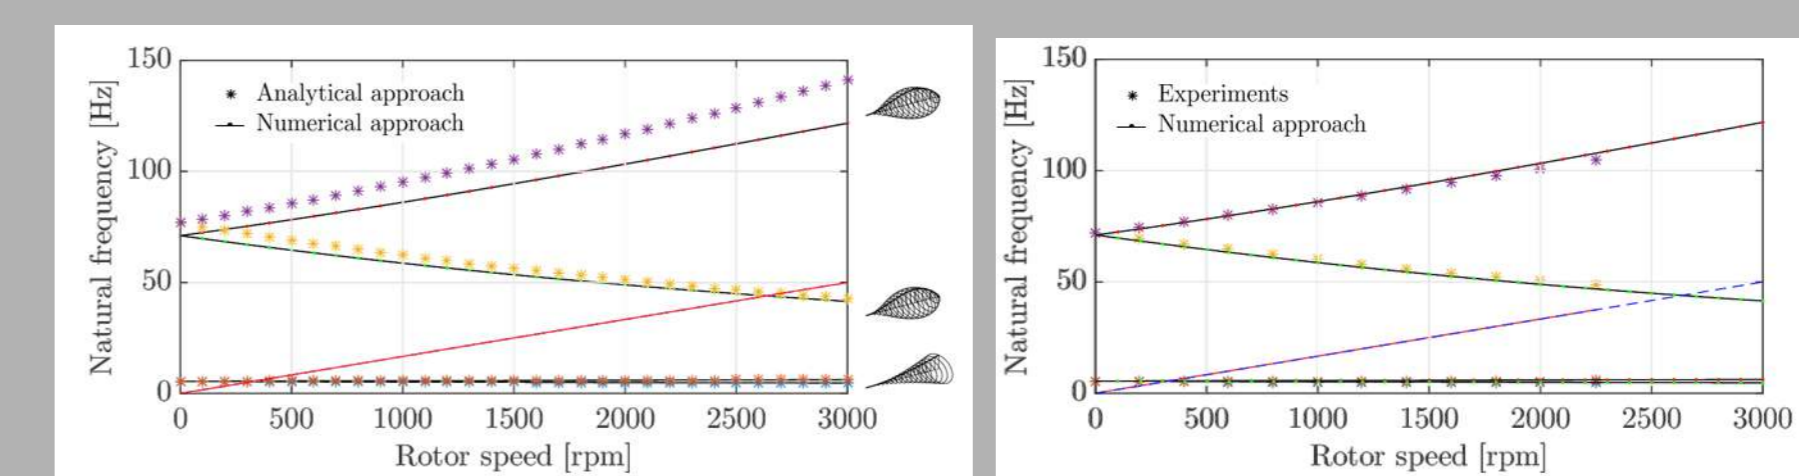 150
Analytical approach
Numerical approach
100
50
0
0 500 1000 1500 2000 2500 3000
Natural frequency [Hz]
Rotor speed [rpm]
150
Experiments
Numerical approach
100
50
0
0 500 1000 1500 2000 2500 3000
Natural frequency [Hz]
Rotor speed [rpm]